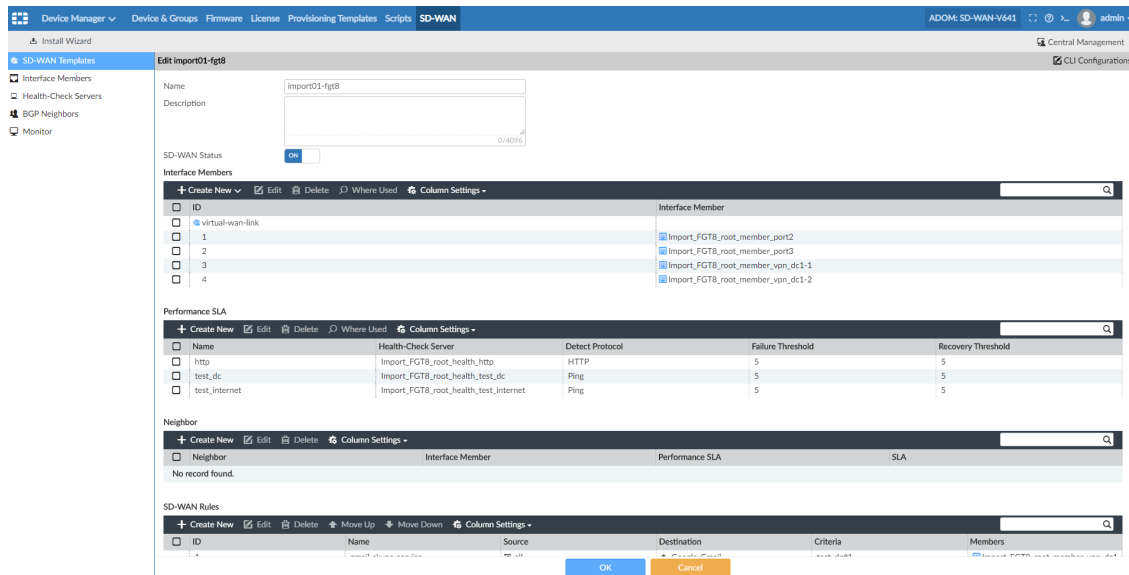 Device Manager Device & Groups Firmware License Provisioning Templates Scripts SD-WAN ADOM: SD-WAN-V641 admin
Install Wizard Central Management
SD-WAN Templates Edit import01-fgt8 CLI Configurations
Interface Members
Health-Check Servers
BGP Neighbors
Monitor
Name import01-fgt8
Description
0/4096
SD-WAN Status ON
Interface Members
Create New Edit Delete Where Used Column Settings
ID Interface Member
virtual-wan-link
1 Import_FGT8_root_member_port2
2 Import_FGT8_root_member_port3
3 Import_FGT8_root_member_vpn_dc1-1
4 Import_FGT8_root_member_vpn_dc1-2
Performance SLA
Create New Edit Delete Where Used Column Settings
Name Health-Check Server Detect Protocol Failure Threshold Recovery Threshold
http Import_FGT8_root_health_http HTTP 5 5
test_dc Import_FGT8_root_health_test_dc Ping 5 5
test_internet Import_FGT8_root_health_test_internet Ping 5 5
Neighbor
Create New Edit Delete Column Settings
Neighbor Interface Member Performance SLA SLA
No record found.
SD-WAN Rules
Create New Edit Delete Move Up Move Down Column Settings
ID Name Source Destination Criteria Members
OK Cancel